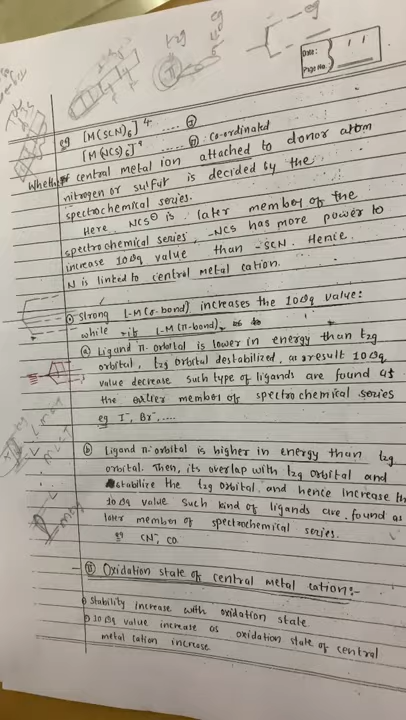 eg
Date:
Page No.:
eg [M(SCN)6]4- ..... ①
[M(NCS)6]4- ..... ② co-ordinated
Whether central metal ion attached to donor atom
nitrogen or sulfur is decided by the
spectrochemical series.
Here NCS⊖ is later member of the
spectrochemical series, -NCS has more power to
increase 10Dq value than -SCN. Hence,
N is linked to central metal cation.
① Strong L-M (σ-bond) increases the 10Dq value:
while it L-M (π-bond)
ⓐ Ligand π-orbital is lower in energy than t2g
orbital, t2g orbital destabilized, as result 10Dq
value decrease such type of ligands are found as
the earlier member of spectrochemical series
eg I-, Br-,....
ⓑ Ligand π-orbital is higher in energy than t2g
orbital. Then, its overlap with t2g orbital and
stabilize the t2g orbital, and hence increase the
10Dq value such kind of ligands are found as
later member of spectrochemical series.
eg CN-, CO
MLCT
② Oxidation state of central metal cation:-
① Stability increase with oxidation state
② 10Dq value increase as oxidation state of central
metal cation increase